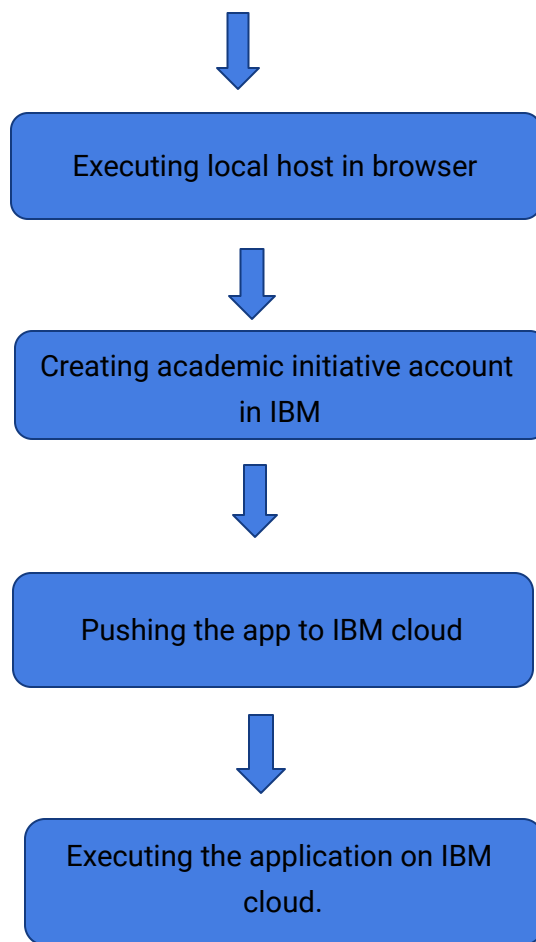 Executing local host in browser
Creating academic initiative account
in IBM
Pushing the app to IBM cloud
Executing the application on IBM
cloud.